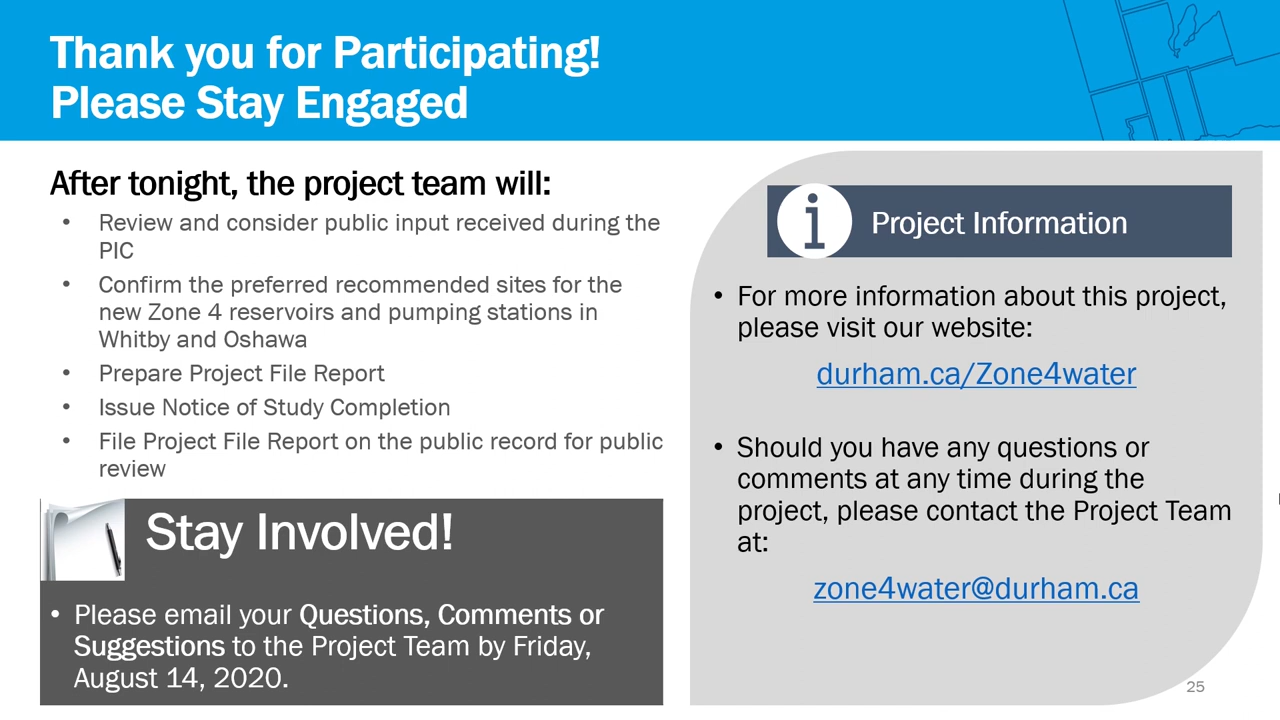 Thank you for Participating!
Please Stay Engaged
After tonight, the project team will:
• Review and consider public input received during the
PIC
• Confirm the preferred recommended sites for the
new Zone 4 reservoirs and pumping stations in
Whitby and Oshawa
• Prepare Project File Report
• Issue Notice of Study Completion
• File Project File Report on the public record for public
review
Stay Involved!
• Please email your Questions, Comments or
Suggestions to the Project Team by Friday,
August 14, 2020.
i Project Information
• For more information about this project,
please visit our website:
durham.ca/Zone4water
• Should you have any questions or
comments at any time during the
project, please contact the Project Team
at:
zone4water@durham.ca
25